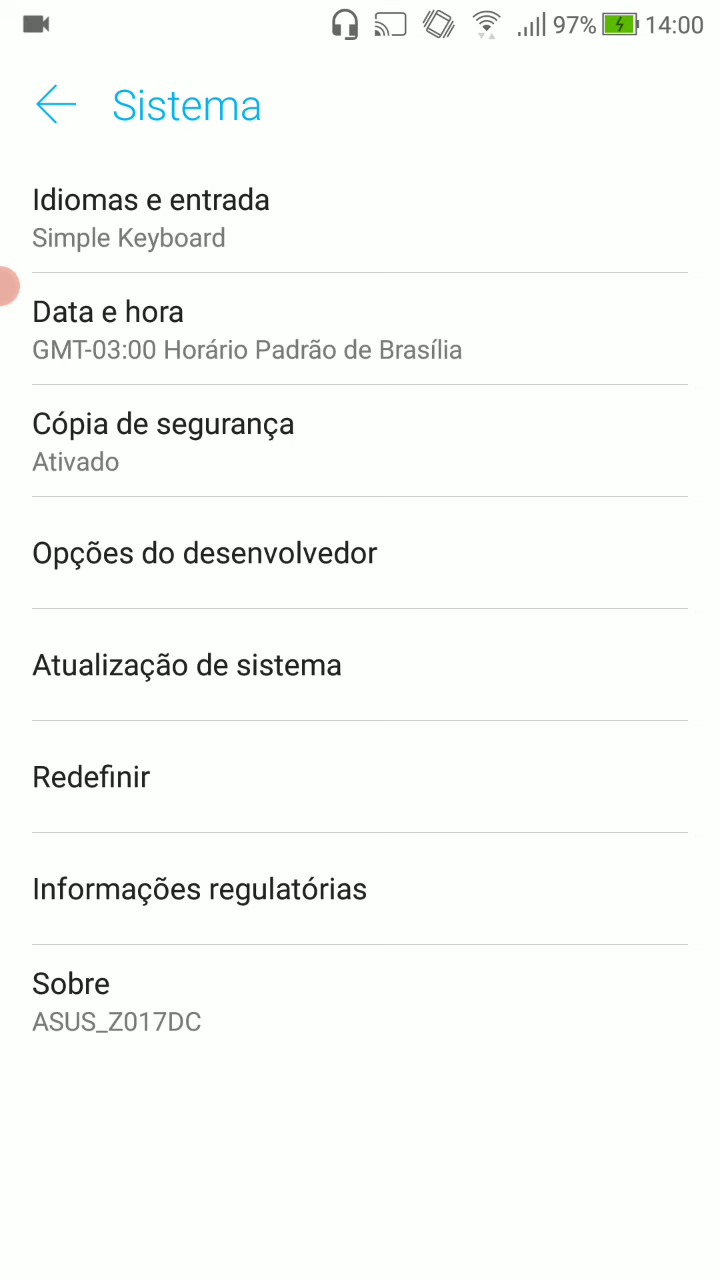 97% 14:00
Sistema
Idiomas e entrada
Simple Keyboard
Data e hora
GMT-03:00 Horário Padrão de Brasília
Cópia de segurança
Ativado
Opções do desenvolvedor
Atualização de sistema
Redefinir
Informações regulatórias
Sobre
ASUS_Z017DC